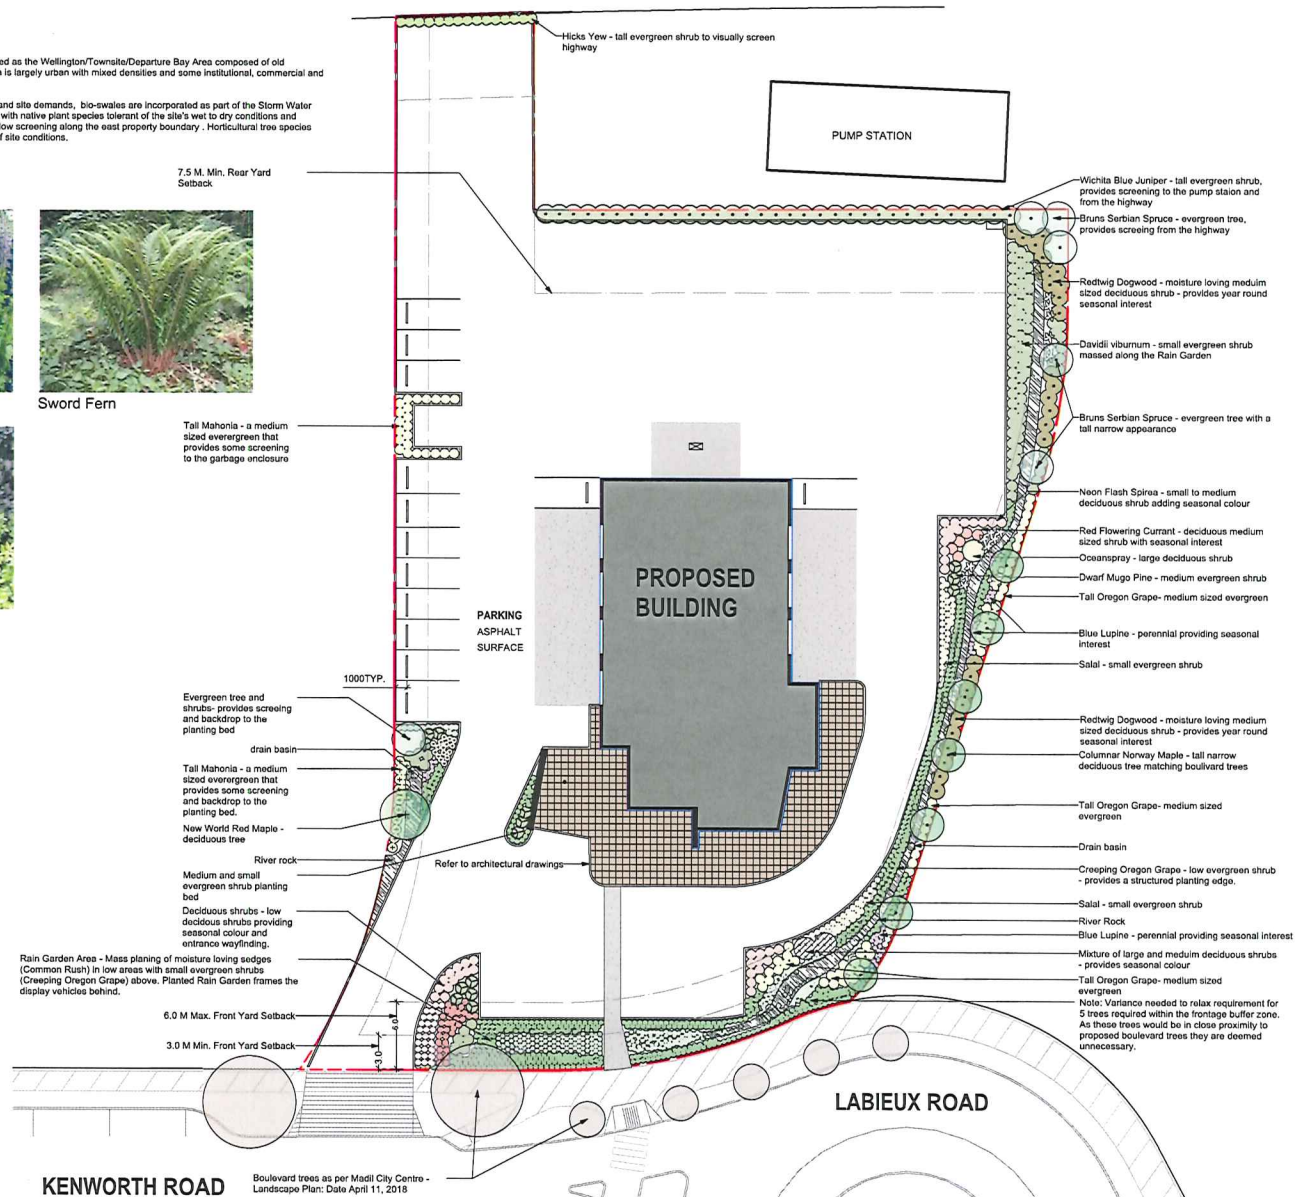 Hicks Yew - tall evergreen shrub to visually screen
highway
ed as the Wellington/Townsite/Departure Bay Area composed of old
is largely urban with mixed densities and some institutional, commercial and
and site demands, bio-swales are incorporated as part of the Storm Water
with native plant species tolerant of the site's wet to dry conditions and
low screening along the east property boundary . Horticultural tree species
f site conditions.
PUMP STATION
7.5 M. Min. Rear Yard
Setback
Sword Fern
Tall Mahonia - a medium
sized everergreen that
provides some screening
to the garbage enclosure
PROPOSED
BUILDING
PARKING
ASPHALT
SURFACE
1000TYP.
Evergreen tree and
shrubs- provides screeing
and backdrop to the
planting bed
drain basin
Tall Mahonia - a medium
sized everergreen that
provides some screening
and backdrop to the
planting bed.
New World Red Maple -
deciduous tree
River rock
Medium and small
evergreen shrub planting
bed
Deciduous shrubs - low
decidous shrubs providing
seasonal colour and
entrance wayfinding.
Refer to architectural drawings
Rain Garden Area - Mass planing of moisture loving sedges
(Common Rush) in low areas with small evergreen shrubs
(Creeping Oregon Grape) above. Planted Rain Garden frames the
display vehicles behind.
6.0 M Max. Front Yard Setback
6.0
3.0 M Min. Front Yard Setback
3.0
Wichita Blue Juniper - tall evergreen shrub,
provides screening to the pump staion and
from the highway
Bruns Serbian Spruce - evergreen tree,
provides screeing from the highway
Redtwig Dogwood - moisture loving meduim
sized deciduous shrub - provides year round
seasonal interest
Davidii viburnum - small evergreen shrub
massed along the Rain Garden
Bruns Serbian Spruce - evergreen tree with a
tall narrow appearance
Neon Flash Spirea - small to medium
deciduous shrub adding seasonal colour
Red Flowering Currant - deciduous medium
sized shrub with seasonal interest
Oceanspray - large deciduous shrub
Dwarf Mugo Pine - medium evergreen shrub
Tall Oregon Grape- medium sized evergreen
Blue Lupine - perennial providing seasonal
interest
Salal - small evergreen shrub
Redtwig Dogwood - moisture loving medium
sized deciduous shrub - provides year round
seasonal interest
Columnar Norway Maple - tall narrow
deciduous tree matching boulivard trees
Tall Oregon Grape- medium sized
evergreen
Drain basin
Creeping Oregon Grape - low evergreen shrub
- provides a structured planting edge.
Salal - small evergreen shrub
River Rock
Blue Lupine - perennial providing seasonal interest
Mixture of large and meduim deciduous shrubs
- provides seasonal colour
Tall Oregon Grape- medium sized
evergreen
Note: Variance needed to relax requirement for
5 trees required within the frontage buffer zone.
As these trees would be in close proximity to
proposed boulevard trees they are deemed
unnecessary.
LABIEUX ROAD
KENWORTH ROAD
Boulevard trees as per Madil City Centre -
Landscape Plan: Date April 11, 2018